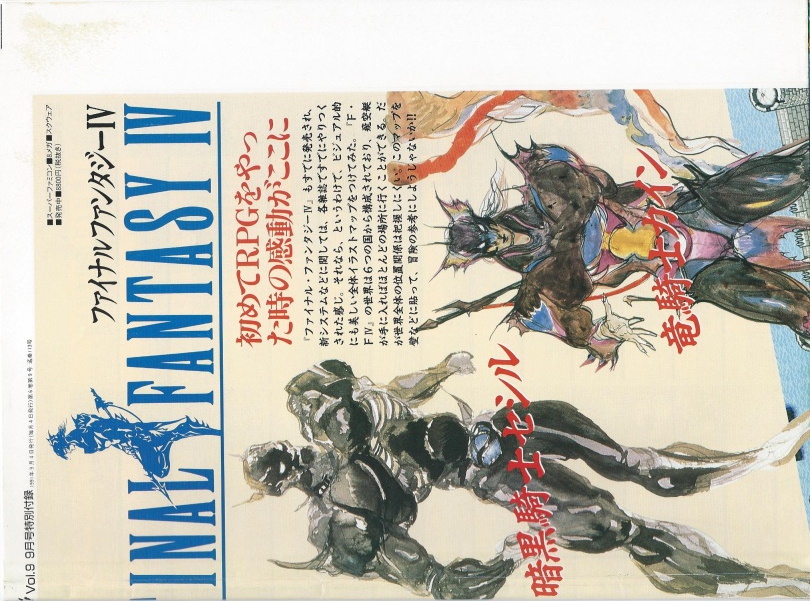 Vol.9 9月号特別付録
■スーパーファミコン■8メガ■スクウェア
■発売中■8800円(税抜き)
ファイナルファンタジーIV
INAL FANTASY IV
初めてRPGをやっ
た時の感動がここに
『ファイナル・ファンタジーIV』もすでに発売され、
新システムなどに関しては、各雑誌ですでにやりつく
された感じ。それなら、というわけで、ビジュアル的
にも美しい全体イラストマップをつけてみた。『F・
F IV』の世界は6つの国から構成されており、飛空艇
が手に入ればほとんどの場所に行くことができる。だ
が世界全体の位置関係は把握しにくい。このマップを
壁などに貼って、冒険の参考にしようじゃないか!!
竜騎士カイン
暗黒騎士セシル